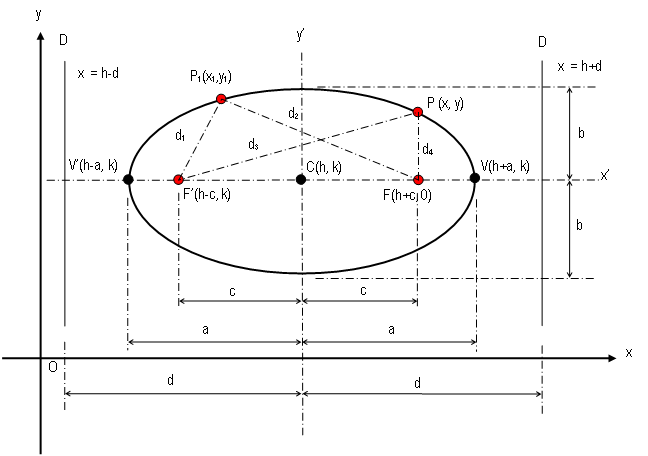 y
y'
D
D
x = h-d
P₁(x₁,y₁)
x = h+d
P (x, y)
d₁
d₂
d₃
d₄
b
V'(h-a, k)
C(h, k)
V(h+a, k)
x'
F'(h-c, k)
F(h+c, 0)
b
c
c
a
a
x
O
d
d